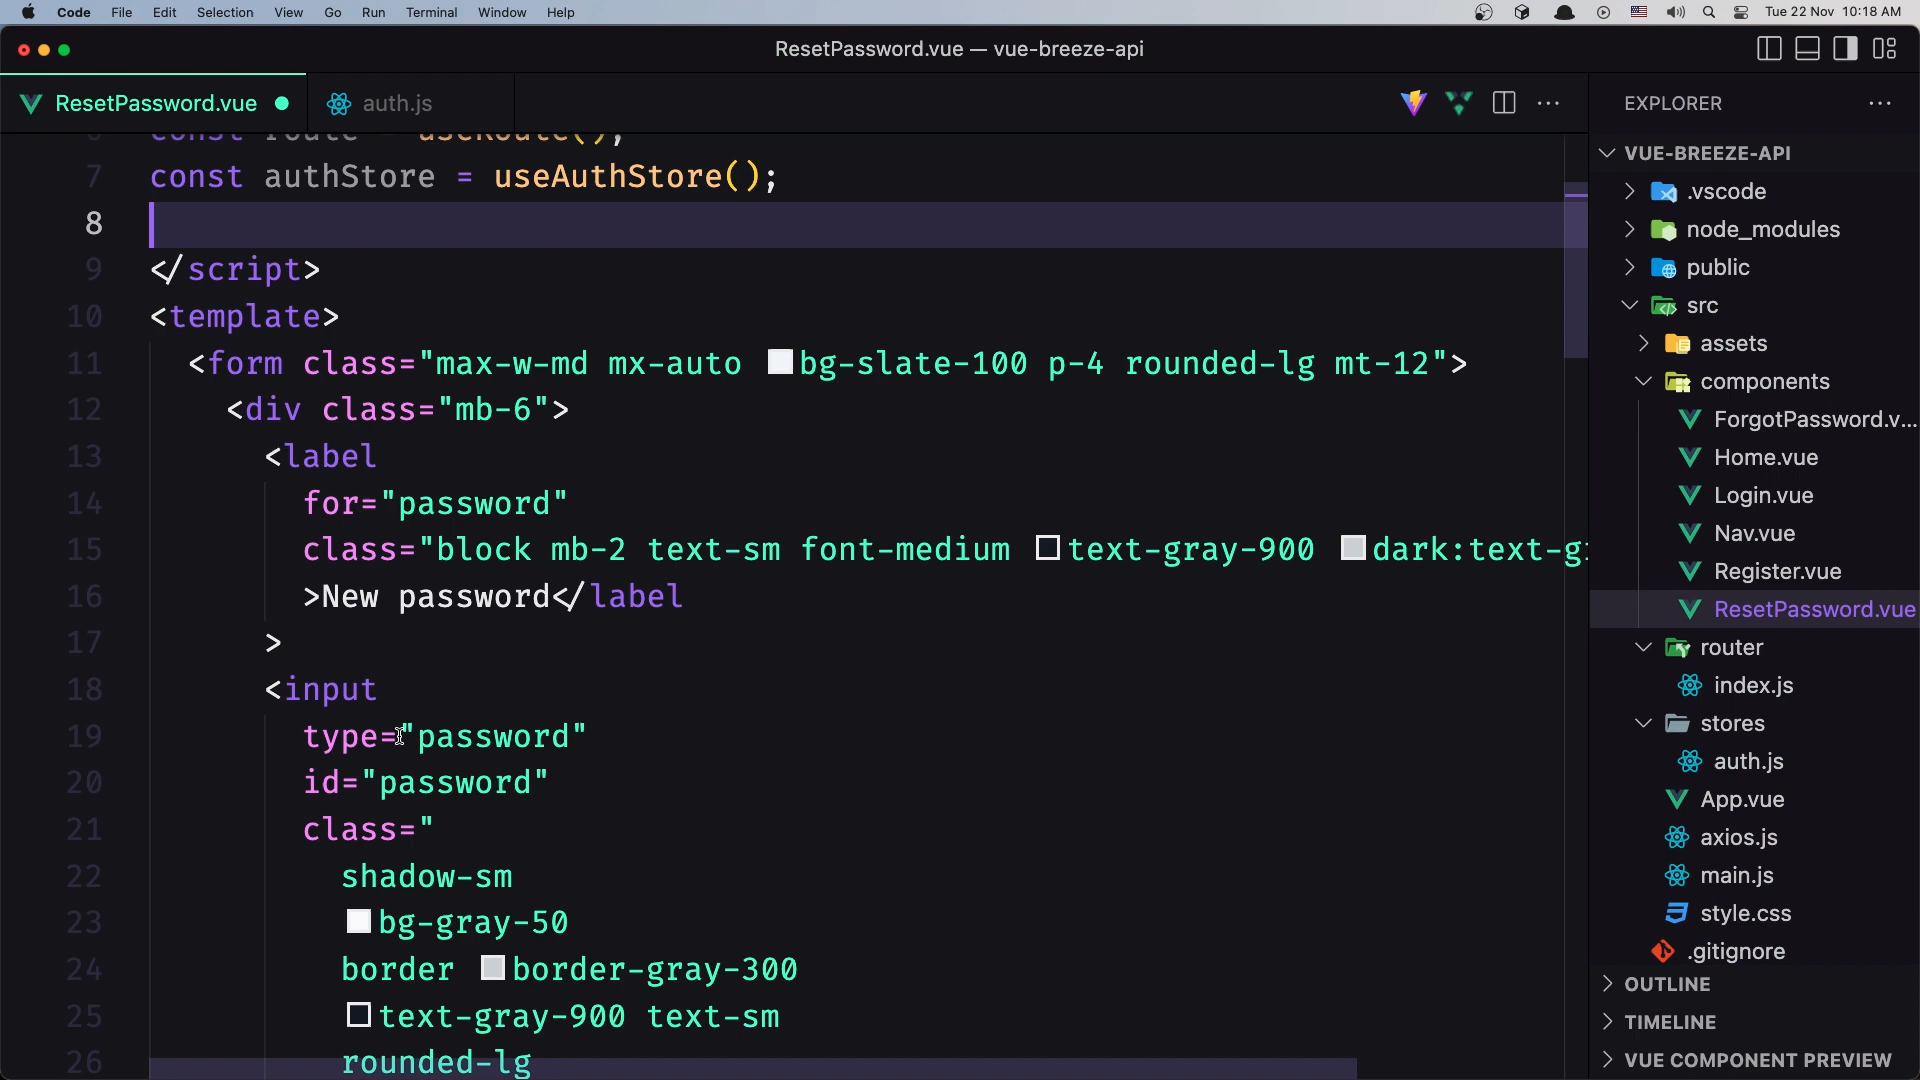 Code File Edit Selection View Go Run Terminal Window Help Tue 22 Nov 10:18 AM
ResetPassword.vue — vue-breeze-api
ResetPassword.vue auth.js
6 const route = useRoute();
7 const authStore = useAuthStore();
8
9 </script>
10 <template>
11 <form class="max-w-md mx-auto bg-slate-100 p-4 rounded-lg mt-12">
12 <div class="mb-6">
13 <label
14 for="password"
15 class="block mb-2 text-sm font-medium text-gray-900 dark:text-g
16 >New password</label
17 >
18 <input
19 type="password"
20 id="password"
21 class="
22 shadow-sm
23 bg-gray-50
24 border border-gray-300
25 text-gray-900 text-sm
26 rounded-lg
EXPLORER
VUE-BREEZE-API
.vscode
node_modules
public
src
assets
components
ForgotPassword.v...
Home.vue
Login.vue
Nav.vue
Register.vue
ResetPassword.vue
router
index.js
stores
auth.js
App.vue
axios.js
main.js
style.css
.gitignore
OUTLINE
TIMELINE
VUE COMPONENT PREVIEW